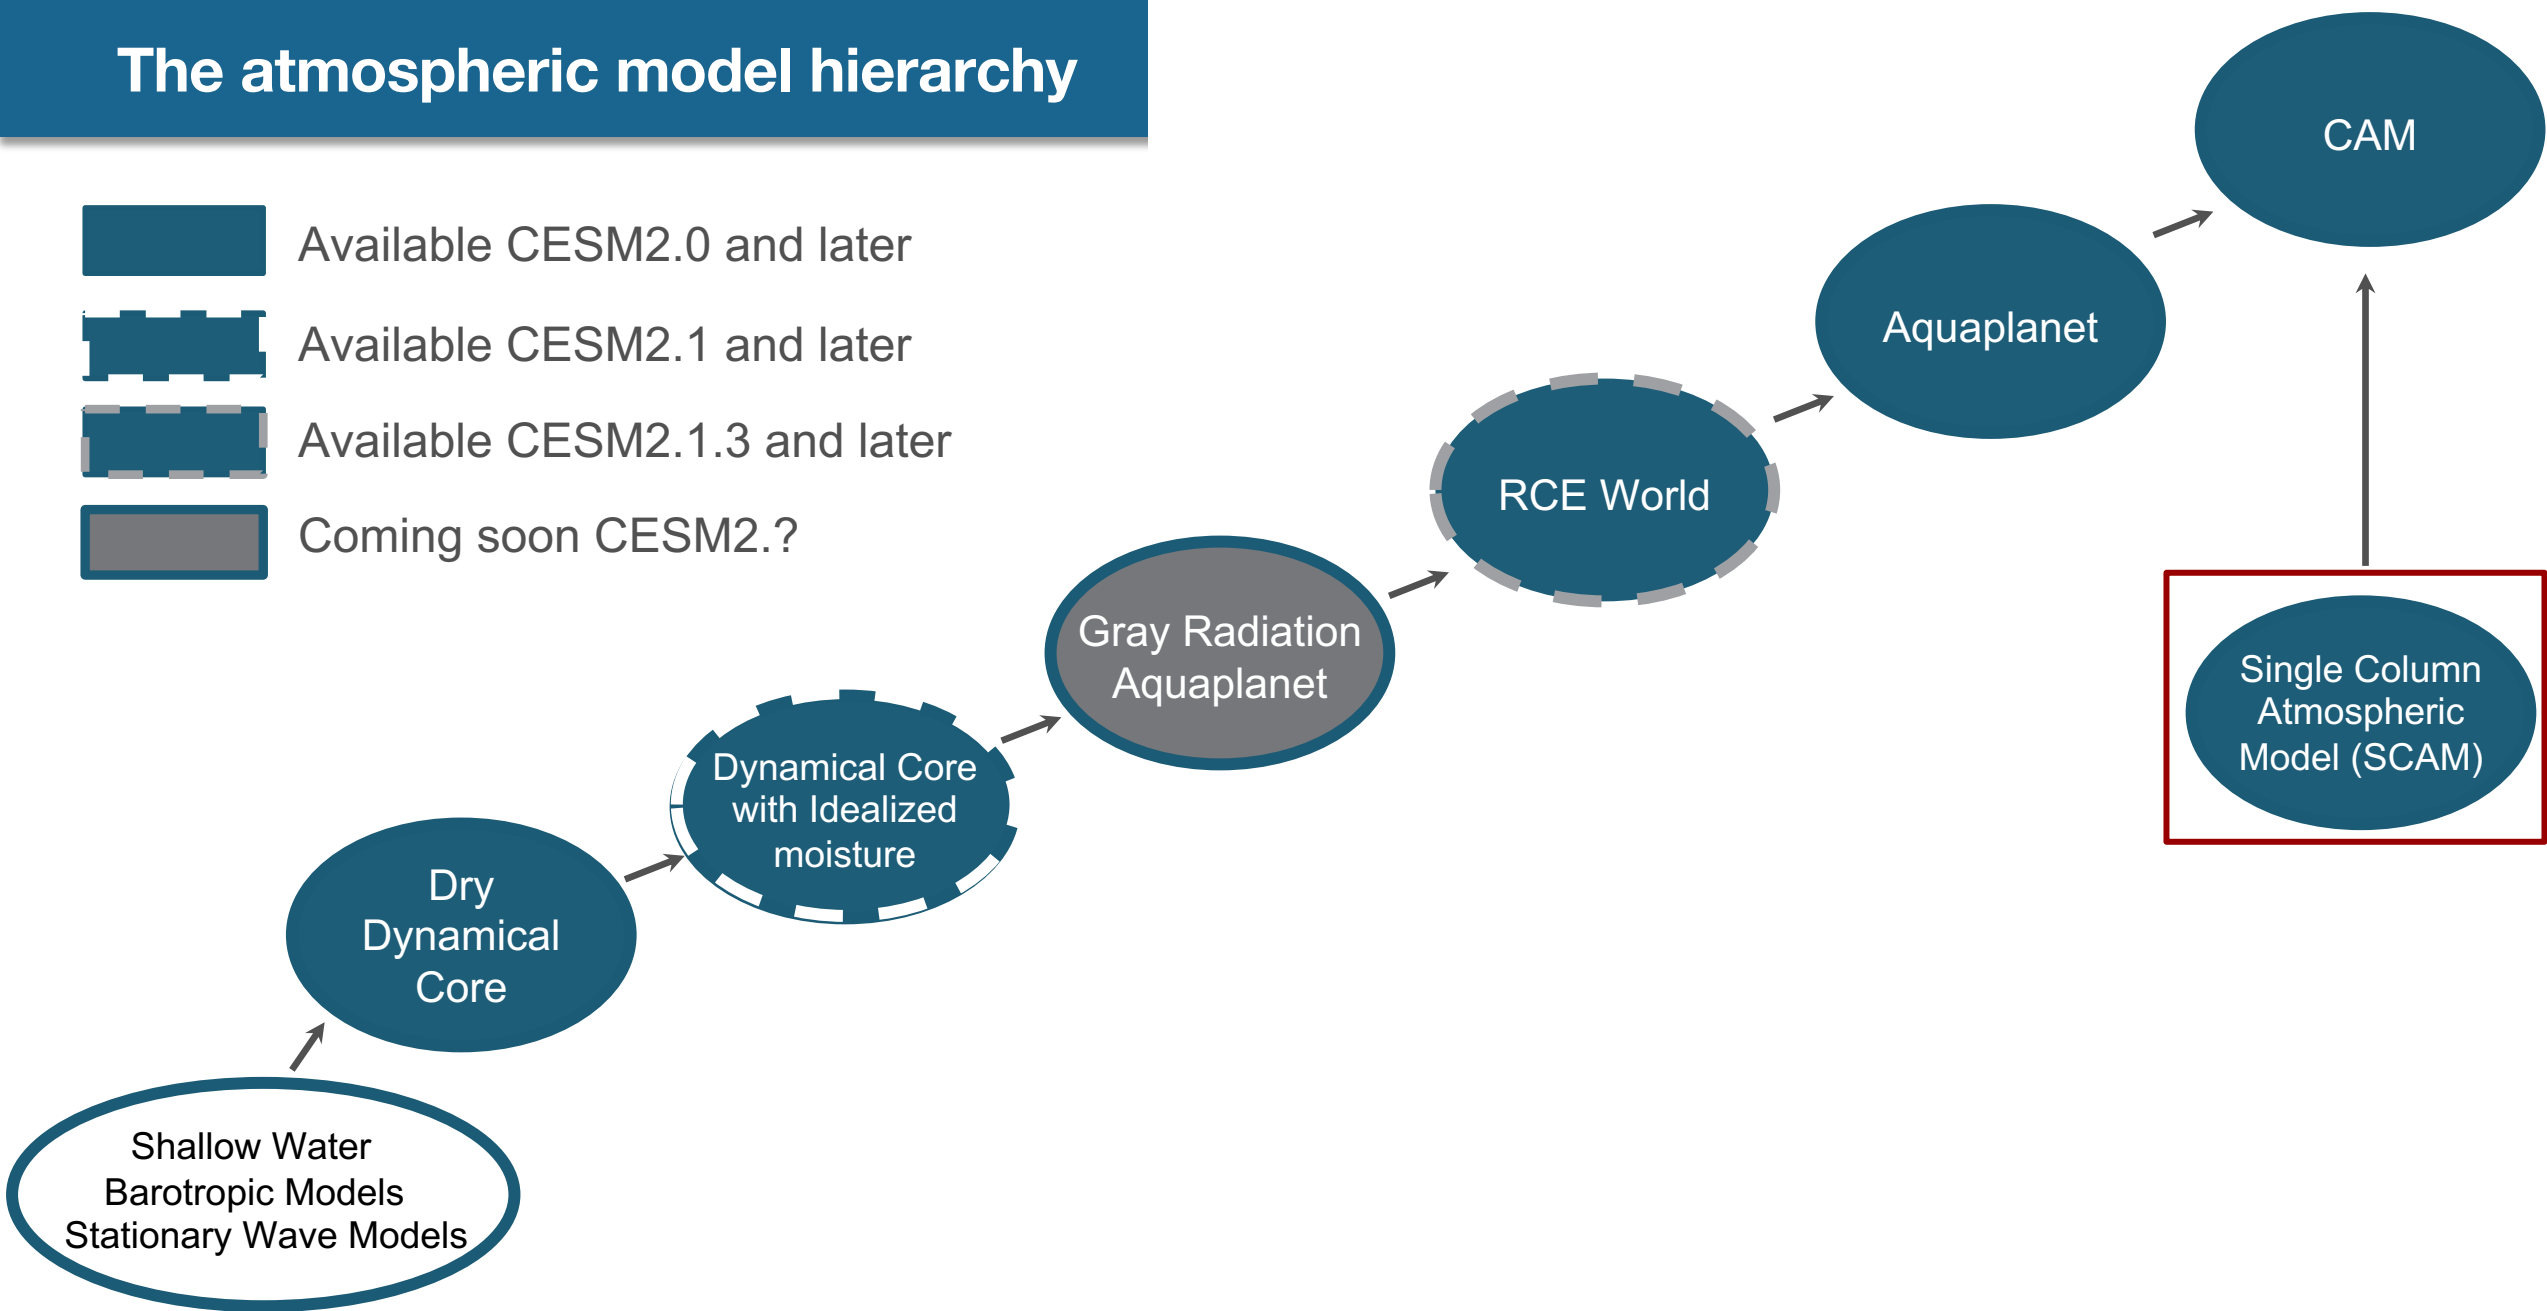 The atmospheric model hierarchy
Available CESM2.0 and later
Available CESM2.1 and later
Available CESM2.1.3 and later
Coming soon CESM2.?
CAM
Aquaplanet
RCE World
Gray Radiation
Aquaplanet
Single Column
Atmospheric
Model (SCAM)
Dynamical Core
with Idealized
moisture
Dry
Dynamical
Core
Shallow Water
Barotropic Models
Stationary Wave Models